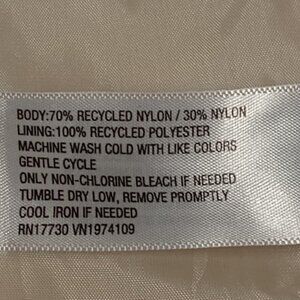 BODY:70% RECYCLED NYLON / 30% NYLON
LINING:100% RECYCLED POLYESTER
MACHINE WASH COLD WITH LIKE COLORS
GENTLE CYCLE
ONLY NON-CHLORINE BLEACH IF NEEDED
TUMBLE DRY LOW, REMOVE PROMPTLY
COOL IRON IF NEEDED
RN17730 VN1974109